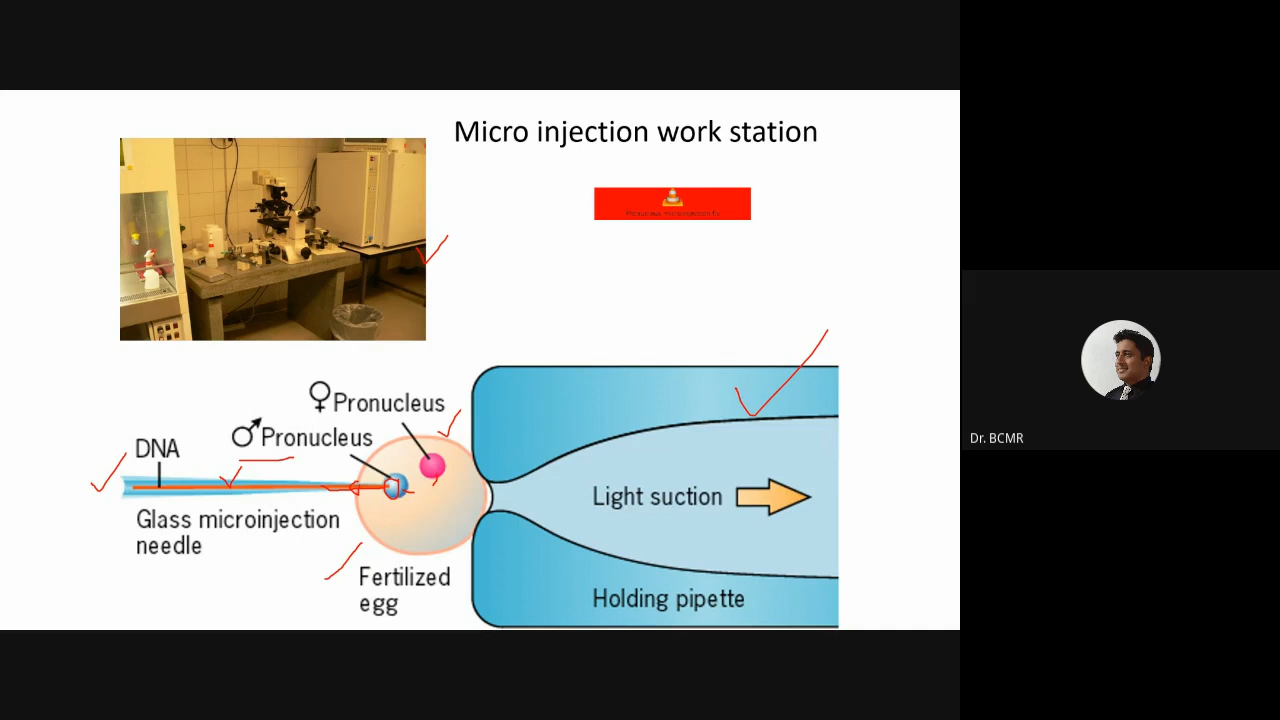 Micro injection work station
♀Pronucleus
♂Pronucleus
DNA
Glass microinjection
needle
Fertilized
egg
Light suction
Holding pipette
Dr. BCMR